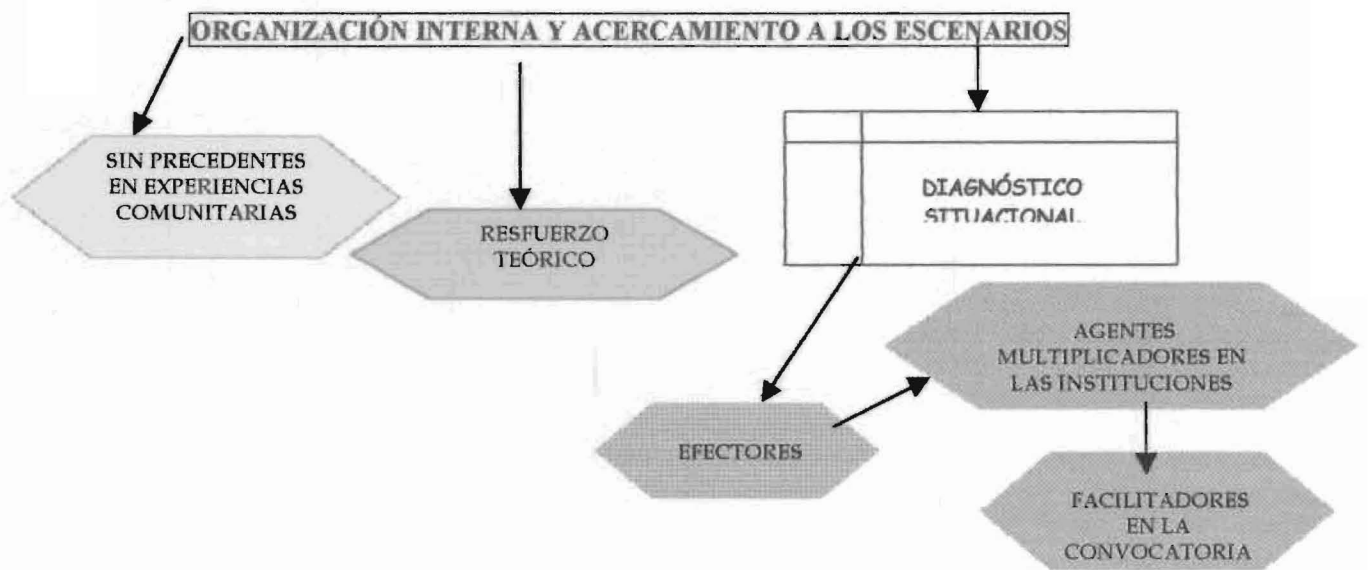 ORGANIZACIÓN INTERNA Y ACERCAMIENTO A LOS ESCENARIOS
SIN PRECEDENTES
EN EXPERIENCIAS
COMUNITARIAS
RESFUERZO
TEÓRICO
DIAGNÓSTICO
SITUACIONAL
AGENTES
MULTIPLICADORES EN
LAS INSTITUCIONES
EFECTORES
FACILITADORES
EN LA
CONVOCATORIA